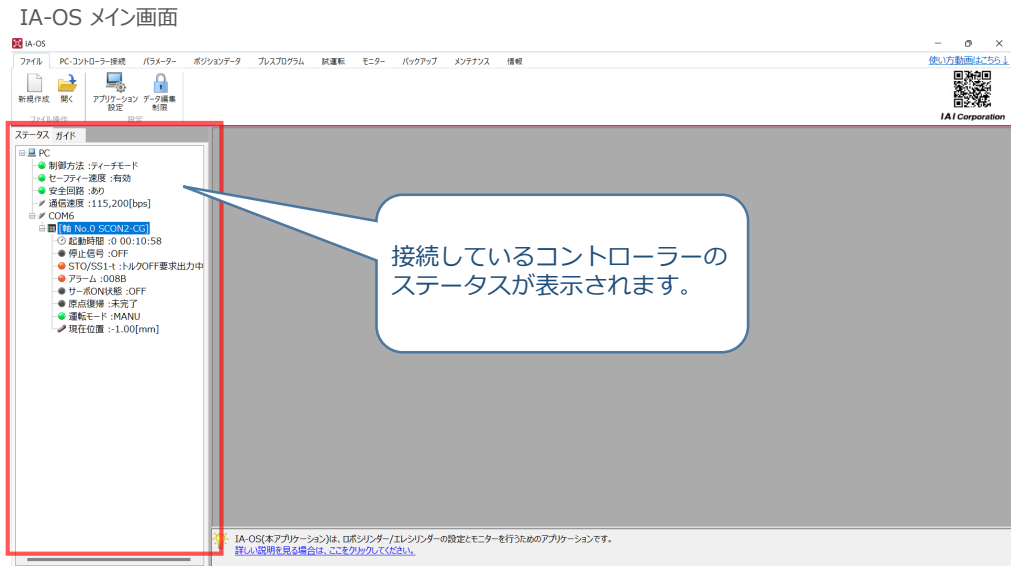 IA-OS メイン画面
IA-OS
ファイル PC-コントローラー接続 パラメーター ポジションデータ プレスプログラム 試運転 モニター バックアップ メンテナンス 情報
使い方動画はこちら↓
新規作成 開く アプリケーション設定 データ編集制限
ファイル操作 設定
IAI Corporation
ステータス ガイド
PC
制御方法 :ティーチモード
セーフティー速度 :有効
安全回路 :あり
通信速度 :115,200[bps]
COM6
[軸 No.0 SCON2-CG]
起動時間 :0 00:10:58
停止信号 :OFF
STO/SS1-t :トルクOFF要求出力中
アラーム :008B
サーボON状態 :OFF
原点復帰 :未完了
運転モード :MANU
現在位置 :-1.00[mm]
接続しているコントローラーの
ステータスが表示されます。
IA-OS(本アプリケーション)は、ロボシリンダー/エレシリンダーの設定とモニターを行うためのアプリケーションです。
詳しい説明を見る場合は、ここをクリックしてください。